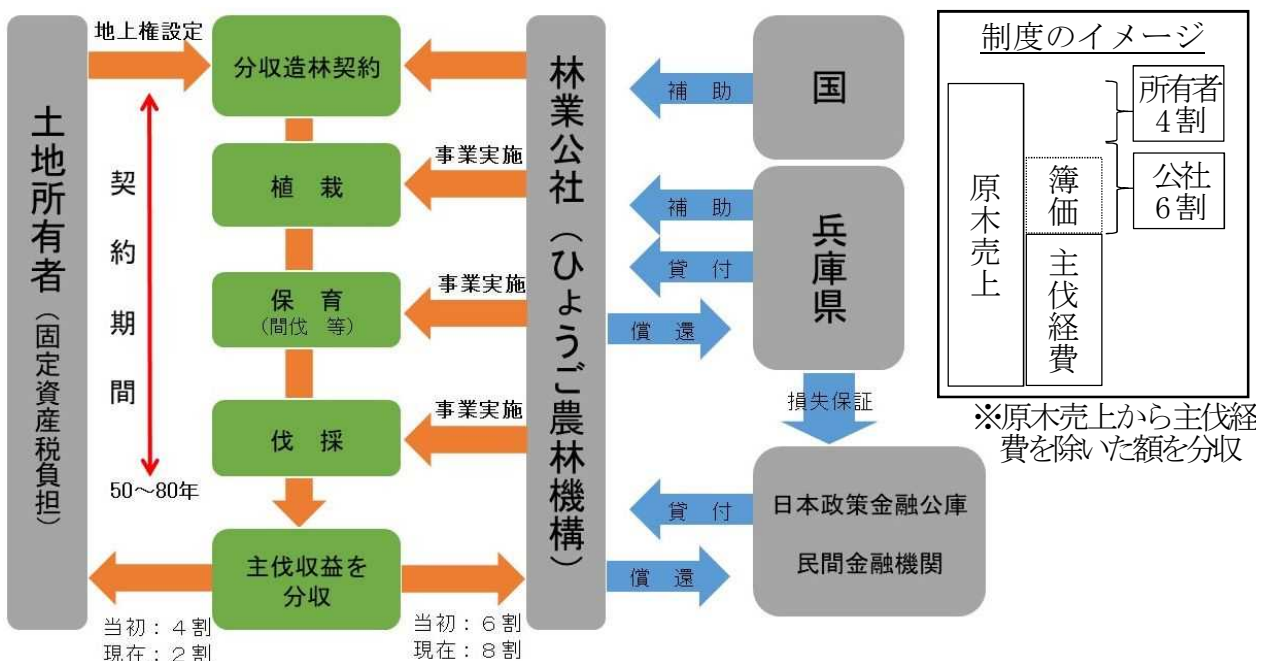 土地所有者（固定資産税負担）
地上権設定
契約期間
50～80年
分収造林契約
植 栽
保 育
（間伐 等）
伐 採
主伐収益を
分収
当初：４割
現在：２割
当初：６割
現在：８割
事業実施
事業実施
事業実施
林業公社（ひょうご農林機構）
補 助
国
補 助
貸 付
償 還
兵庫県
損失保証
貸 付
償 還
日本政策金融公庫
民間金融機関
制度のイメージ
原木売上
簿価
主伐経費
所有者
4割
公社
6割
※原木売上から主伐経
費を除いた額を分収